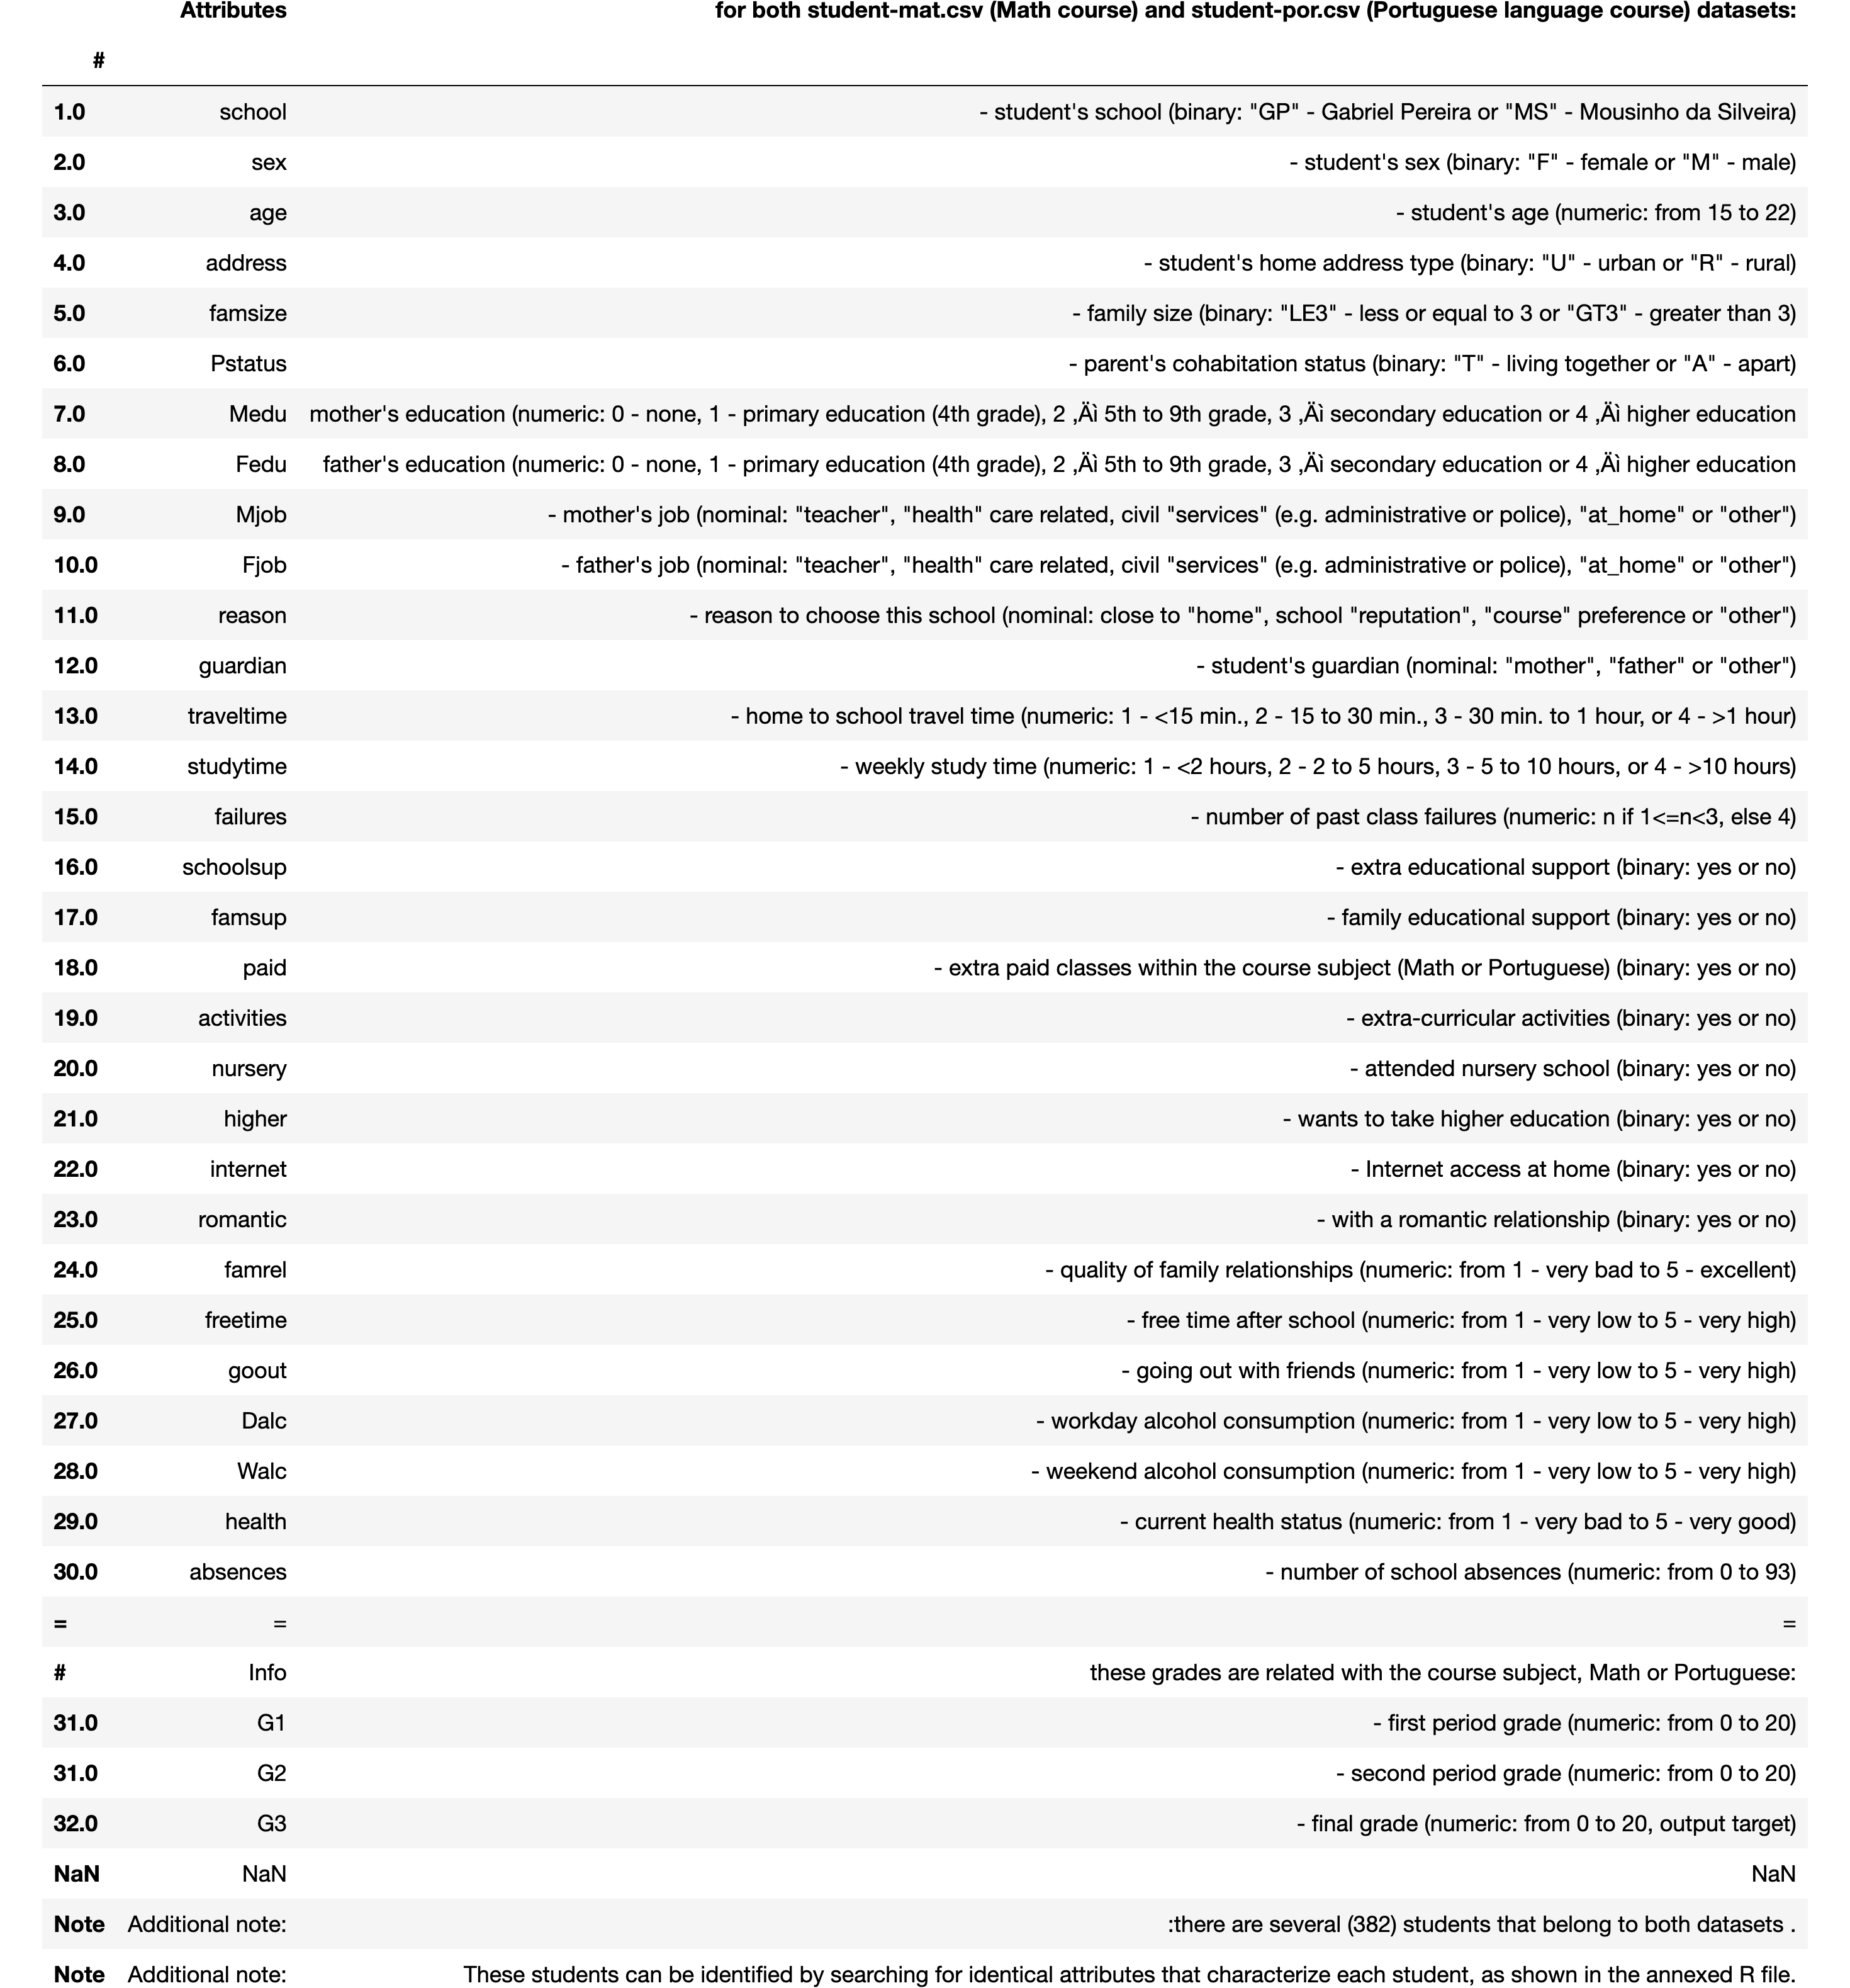 Attributes for both student-mat.csv (Math course) and student-por.csv (Portuguese language course) datasets:
#
1.0 school - student's school (binary: "GP" - Gabriel Pereira or "MS" - Mousinho da Silveira)
2.0 sex - student's sex (binary: "F" - female or "M" - male)
3.0 age - student's age (numeric: from 15 to 22)
4.0 address - student's home address type (binary: "U" - urban or "R" - rural)
5.0 famsize - family size (binary: "LE3" - less or equal to 3 or "GT3" - greater than 3)
6.0 Pstatus - parent's cohabitation status (binary: "T" - living together or "A" - apart)
7.0 Medu mother's education (numeric: 0 - none, 1 - primary education (4th grade), 2 ‚Äì 5th to 9th grade, 3 ‚Äì secondary education or 4 ‚Äì higher education
8.0 Fedu father's education (numeric: 0 - none, 1 - primary education (4th grade), 2 ‚Äì 5th to 9th grade, 3 ‚Äì secondary education or 4 ‚Äì higher education
9.0 Mjob - mother's job (nominal: "teacher", "health" care related, civil "services" (e.g. administrative or police), "at_home" or "other")
10.0 Fjob - father's job (nominal: "teacher", "health" care related, civil "services" (e.g. administrative or police), "at_home" or "other")
11.0 reason - reason to choose this school (nominal: close to "home", school "reputation", "course" preference or "other")
12.0 guardian - student's guardian (nominal: "mother", "father" or "other")
13.0 traveltime - home to school travel time (numeric: 1 - <15 min., 2 - 15 to 30 min., 3 - 30 min. to 1 hour, or 4 - >1 hour)
14.0 studytime - weekly study time (numeric: 1 - <2 hours, 2 - 2 to 5 hours, 3 - 5 to 10 hours, or 4 - >10 hours)
15.0 failures - number of past class failures (numeric: n if 1<=n<3, else 4)
16.0 schoolsup - extra educational support (binary: yes or no)
17.0 famsup - family educational support (binary: yes or no)
18.0 paid - extra paid classes within the course subject (Math or Portuguese) (binary: yes or no)
19.0 activities - extra-curricular activities (binary: yes or no)
20.0 nursery - attended nursery school (binary: yes or no)
21.0 higher - wants to take higher education (binary: yes or no)
22.0 internet - Internet access at home (binary: yes or no)
23.0 romantic - with a romantic relationship (binary: yes or no)
24.0 famrel - quality of family relationships (numeric: from 1 - very bad to 5 - excellent)
25.0 freetime - free time after school (numeric: from 1 - very low to 5 - very high)
26.0 goout - going out with friends (numeric: from 1 - very low to 5 - very high)
27.0 Dalc - workday alcohol consumption (numeric: from 1 - very low to 5 - very high)
28.0 Walc - weekend alcohol consumption (numeric: from 1 - very low to 5 - very high)
29.0 health - current health status (numeric: from 1 - very bad to 5 - very good)
30.0 absences - number of school absences (numeric: from 0 to 93)
= = =
# Info these grades are related with the course subject, Math or Portuguese:
31.0 G1 - first period grade (numeric: from 0 to 20)
31.0 G2 - second period grade (numeric: from 0 to 20)
32.0 G3 - final grade (numeric: from 0 to 20, output target)
NaN NaN NaN
Note Additional note: :there are several (382) students that belong to both datasets .
Note Additional note: These students can be identified by searching for identical attributes that characterize each student, as shown in the annexed R file.